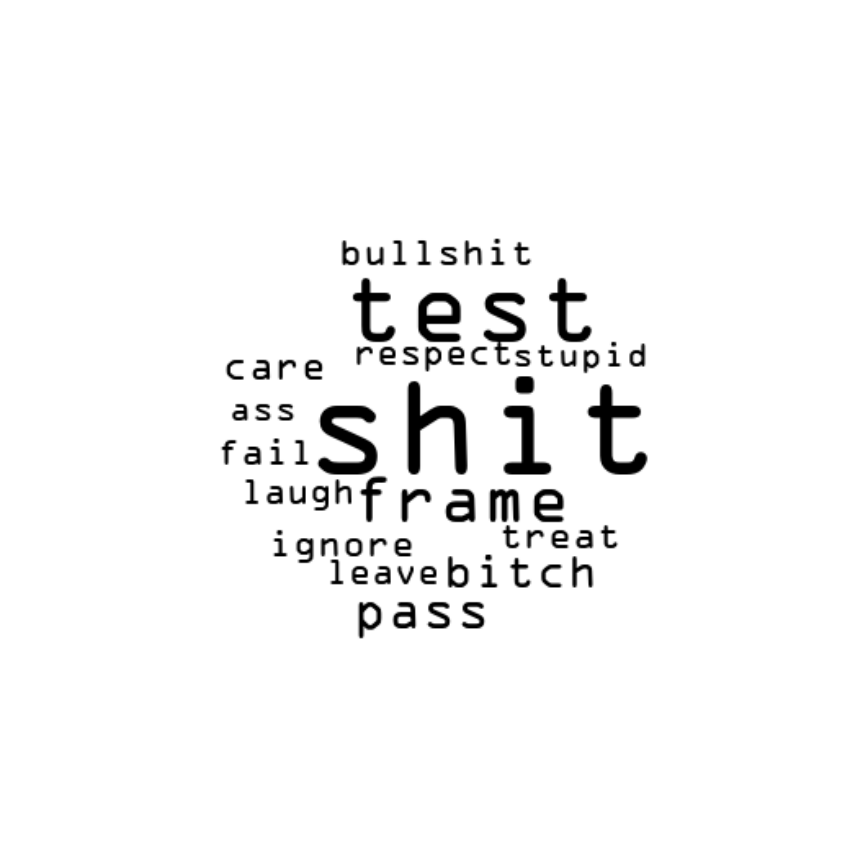 bullshit
test
respect stupid
care
ass
shit
fail
laugh frame
treat
ignore
leave bitch
pass